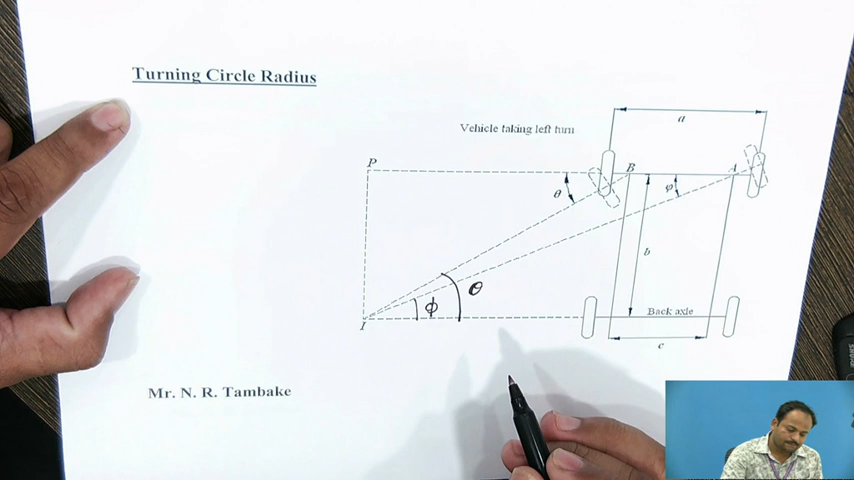 Turning Circle Radius
Vehicle taking left turn
a
P
B
A
θ
φ
b
θ
ϕ
I
Back axle
c
Mr. N. R. Tambake